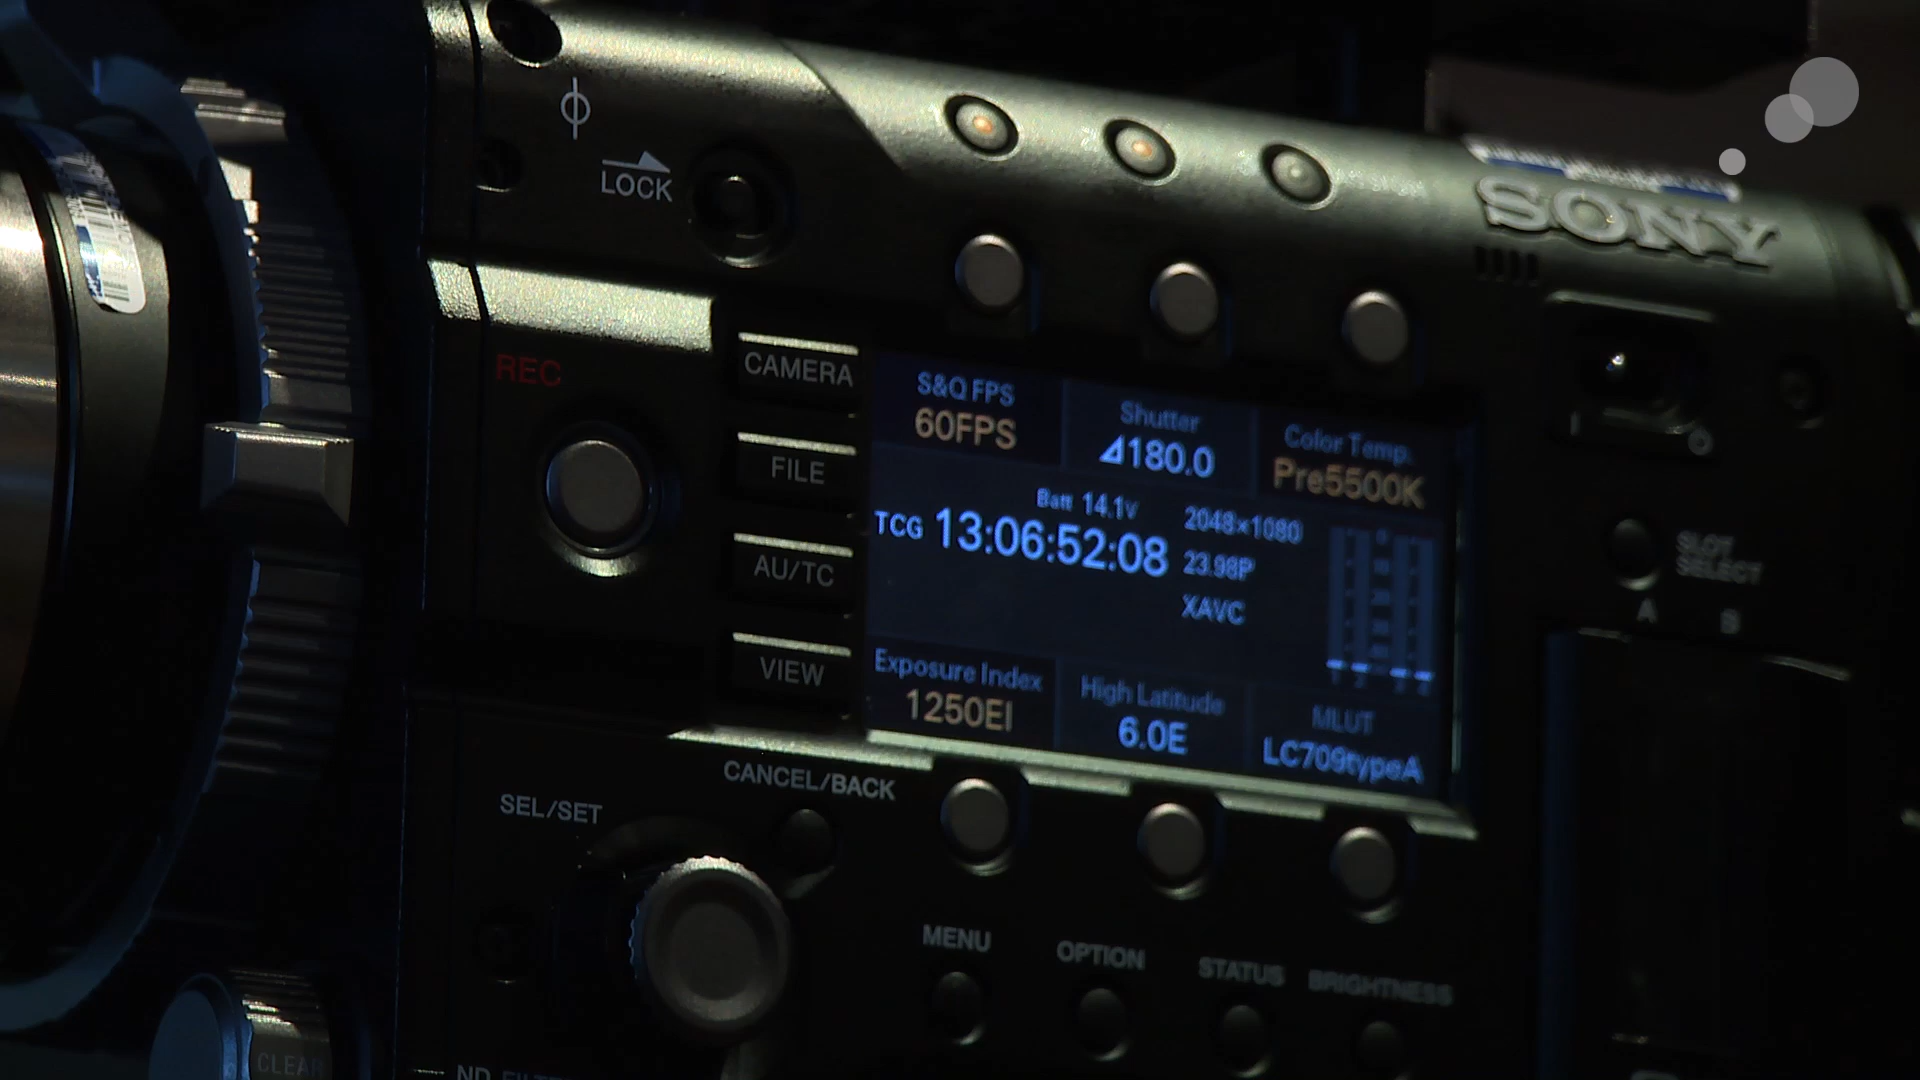 LOCK
SONY
REC
CAMERA
FILE
AU/TC
VIEW
S&Q FPS
60FPS
Shutter
⊿180.0
Color Temp.
Pre5500K
Batt 14.1V
TCG 13:06:52:08
2048×1080
23.98P
XAVC
Exposure Index
1250EI
High Latitude
6.0E
MLUT
LC709typeA
SLOT
SELECT
A B
CANCEL/BACK
SEL/SET
MENU
OPTION
STATUS
BRIGHTNESS
CLEAR
ND